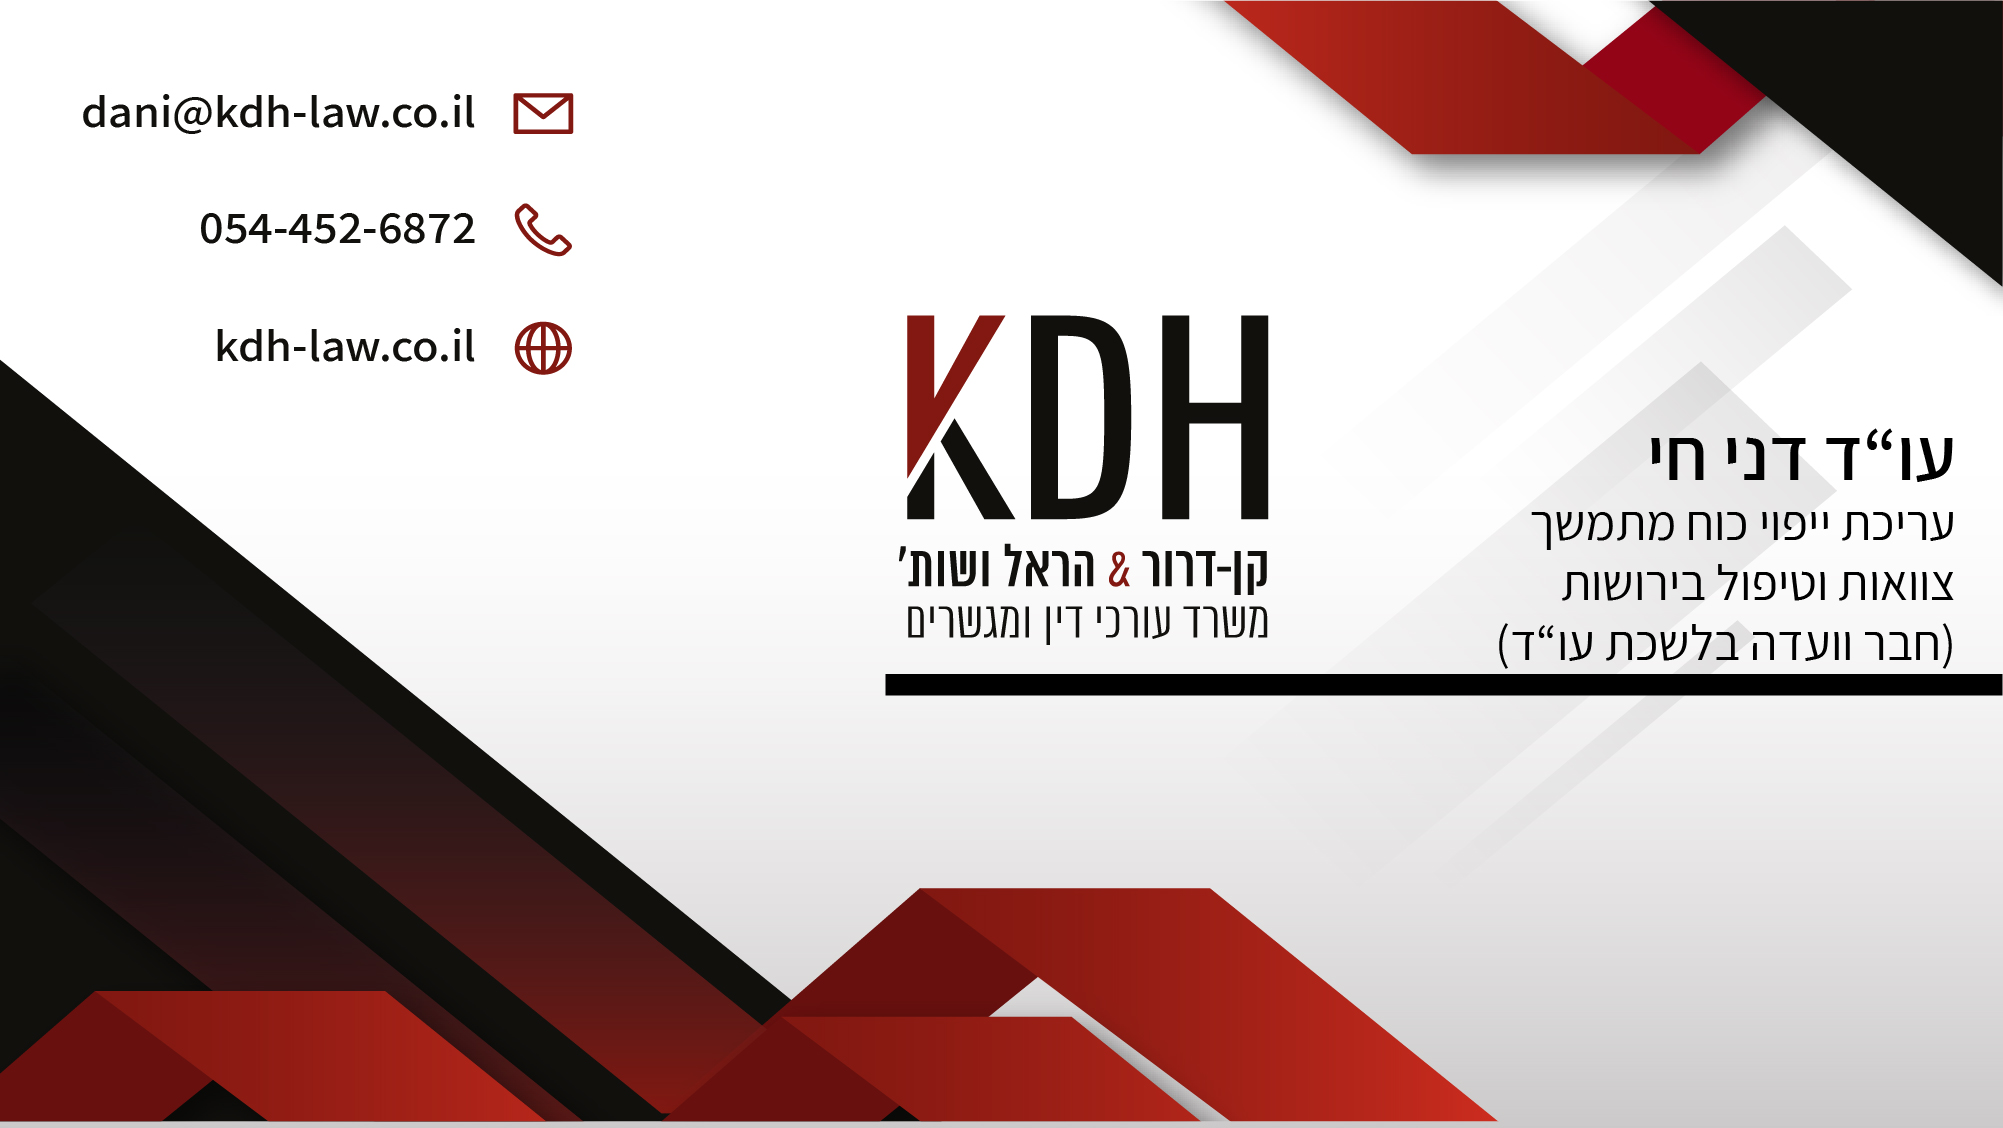 dani@kdh-law.co.il
054-452-6872
kdh-law.co.il
KDH
קן-דרור & הראל ושות'
משרד עורכי דין ומגשרים
עו“ד דני חי
עריכת ייפוי כוח מתמשך
צוואות וטיפול בירושות
(חבר וועדה בלשכת עו“ד)